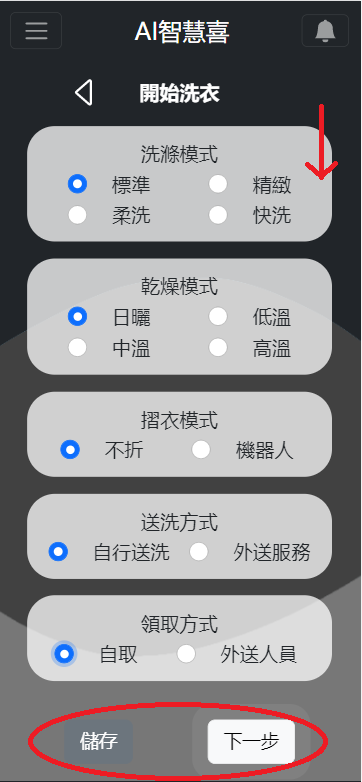 AI智慧喜
開始洗衣
洗滌模式
標準 精緻
柔洗 快洗
乾燥模式
日曬 低溫
中溫 高溫
摺衣模式
不折 機器人
送洗方式
自行送洗 外送服務
領取方式
自取 外送人員
儲存 下一步